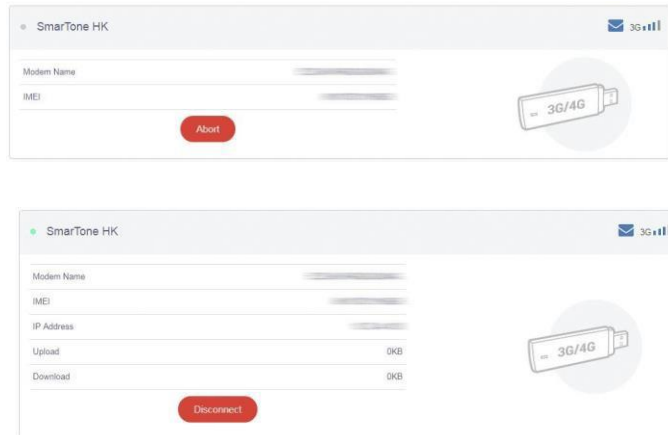 SmarTone HK
3G
Modem Name
IMEI
3G/4G
Abort
SmarTone HK
3G
Modem Name
IMEI
IP Address
Upload 0KB
3G/4G
Download 0KB
Disconnect